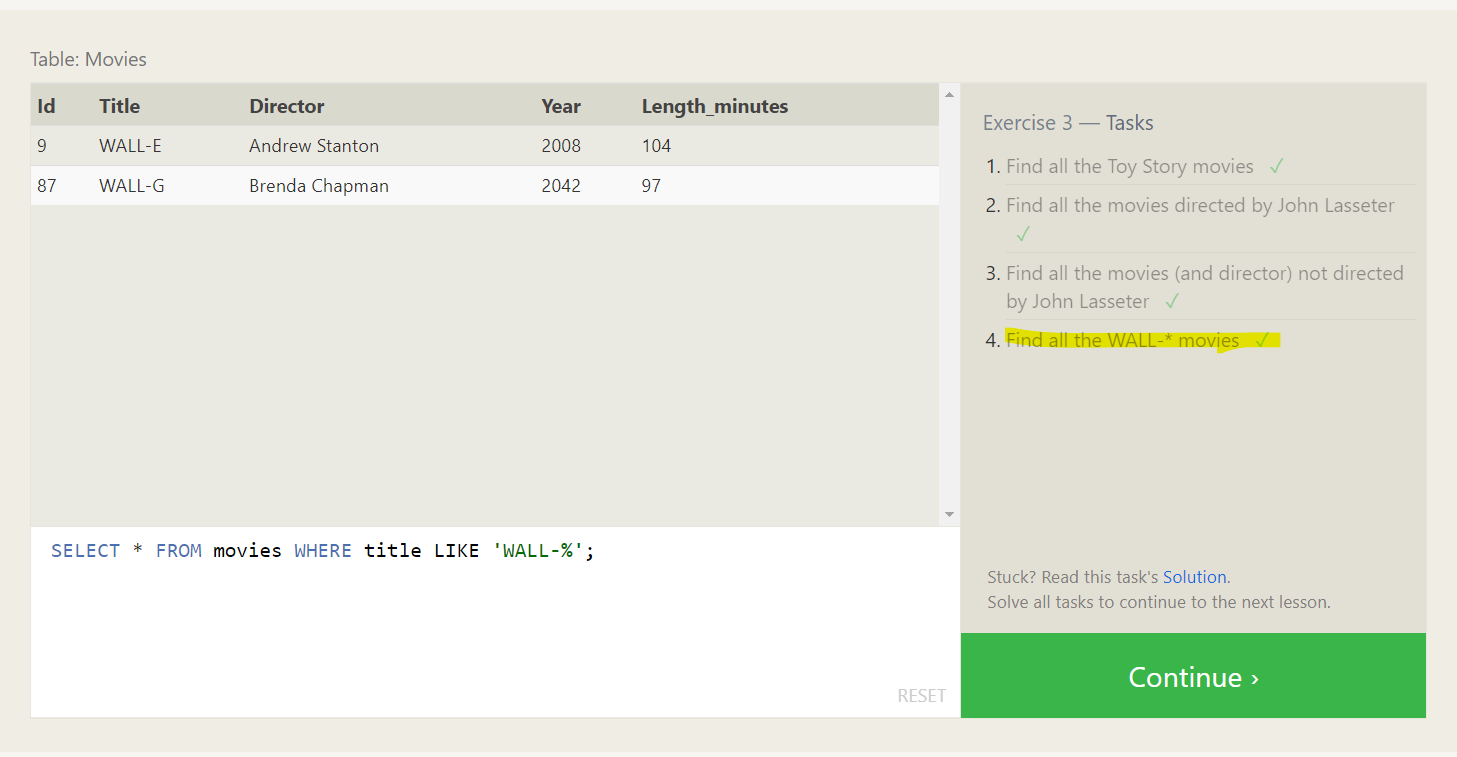 Table: Movies
Id Title Director Year Length_minutes
9 WALL-E Andrew Stanton 2008 104
87 WALL-G Brenda Chapman 2042 97
SELECT * FROM movies WHERE title LIKE 'WALL-%';
RESET
Exercise 3 — Tasks
1. Find all the Toy Story movies ✓
2. Find all the movies directed by John Lasseter
✓
3. Find all the movies (and director) not directed
by John Lasseter ✓
4. Find all the WALL-* movies ✓
Stuck? Read this task's Solution.
Solve all tasks to continue to the next lesson.
Continue ›